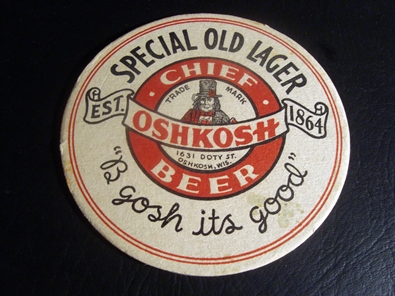 SPECIAL OLD LAGER
CHIEF
TRADE MARK
EST. 1864
OSHKOSH
1631 DOTY ST.
OSHKOSH, WIS.
BEER
"B gosh its good"